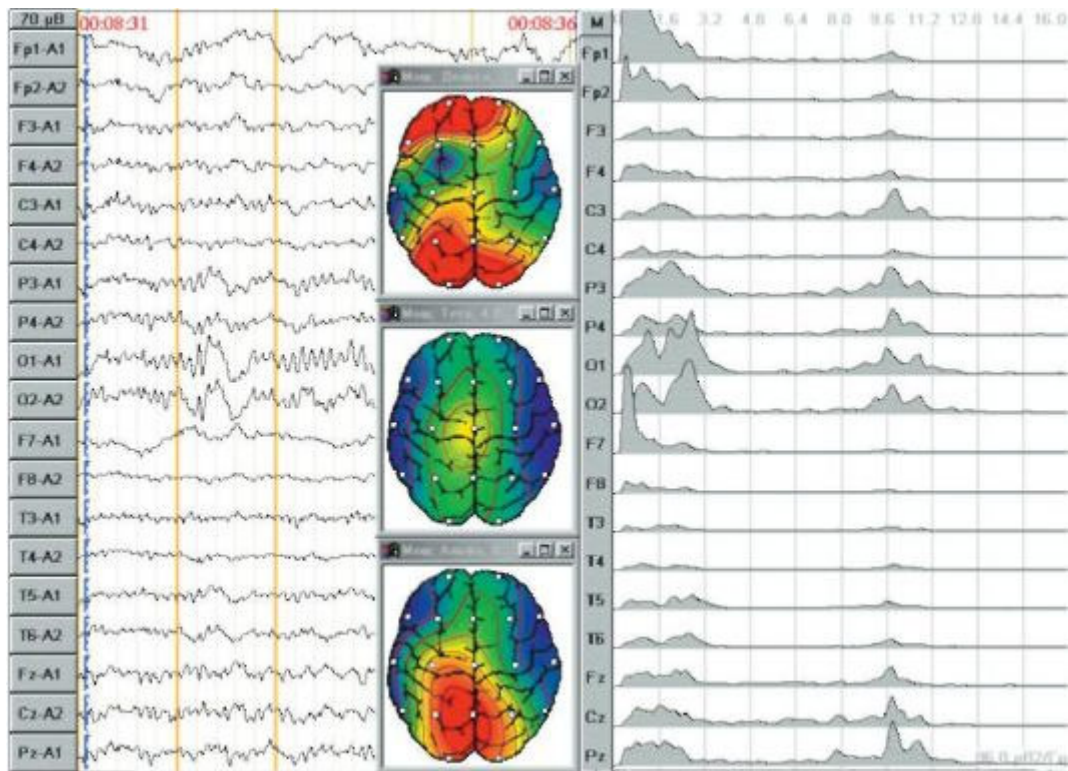 70 µВ
00:08:31
00:08:36
Fp1-A1
Fp2-A2
F3-A1
F4-A2
C3-A1
C4-A2
P3-A1
P4-A2
O1-A1
O2-A2
F7-A1
F8-A2
T3-A1
T4-A2
T5-A1
T6-A2
Fz-A1
Cz-A2
Pz-A1
M
1.6 3.2 4.8 6.4 8.0 9.6 11.2 12.8 14.4 16.0
Fp1
Fp2
F3
F4
C3
C4
P3
P4
O1
O2
F7
F8
T3
T4
T5
T6
Fz
Cz
Pz